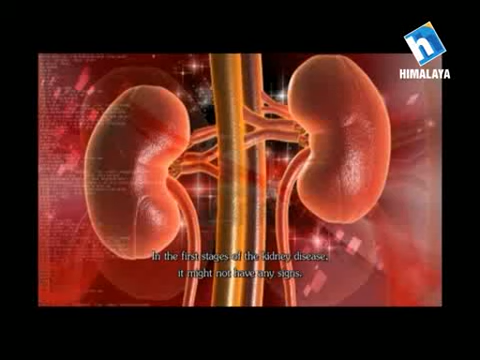 h
HIMALAYA
In the first stages of the kidney disease,
it might not have any signs.